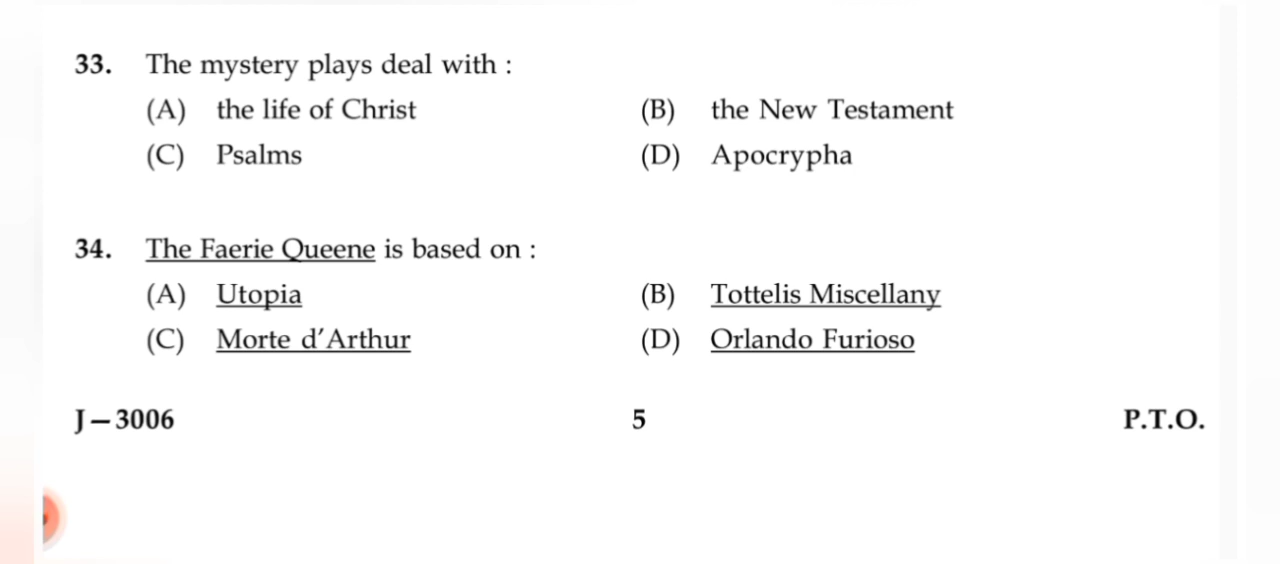 33. The mystery plays deal with :
(A) the life of Christ (B) the New Testament
(C) Psalms (D) Apocrypha
34. The Faerie Queene is based on :
(A) Utopia (B) Tottelis Miscellany
(C) Morte d′Arthur (D) Orlando Furioso
J – 3006 5 P.T.O.